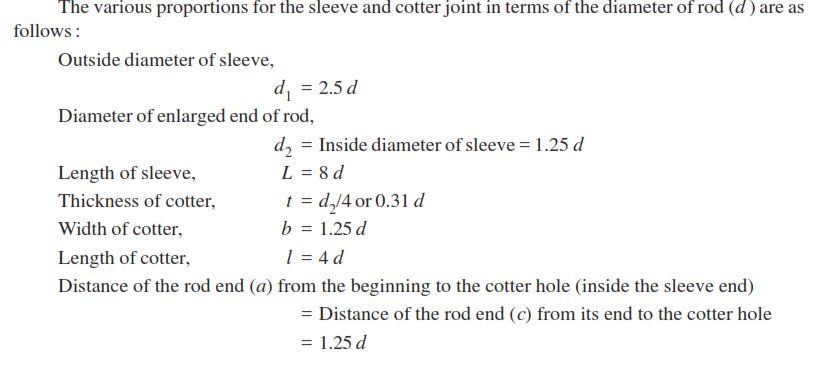 The various proportions for the sleeve and cotter joint in terms of the diameter of rod (d ) are as
follows :
Outside diameter of sleeve,
d₁ = 2.5 d
Diameter of enlarged end of rod,
d₂ = Inside diameter of sleeve = 1.25 d
Length of sleeve, L = 8 d
Thickness of cotter, t = d₂/4 or 0.31 d
Width of cotter, b = 1.25 d
Length of cotter, l = 4 d
Distance of the rod end (a) from the beginning to the cotter hole (inside the sleeve end)
= Distance of the rod end (c) from its end to the cotter hole
= 1.25 d